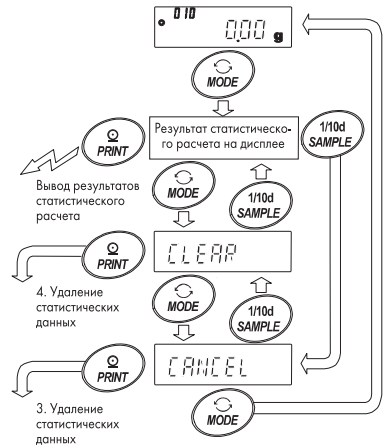 010
0.00 g
MODE
PRINT
Результат статистическо-
го расчета на дисплее
1/10d
SAMPLE
Вывод результатов
статистического
расчета
MODE
1/10d
SAMPLE
PRINT
CLEAR
4. Удаление
статистических
данных
MODE
1/10d
SAMPLE
PRINT
CANCEL
3. Удаление
статистических
данных
MODE